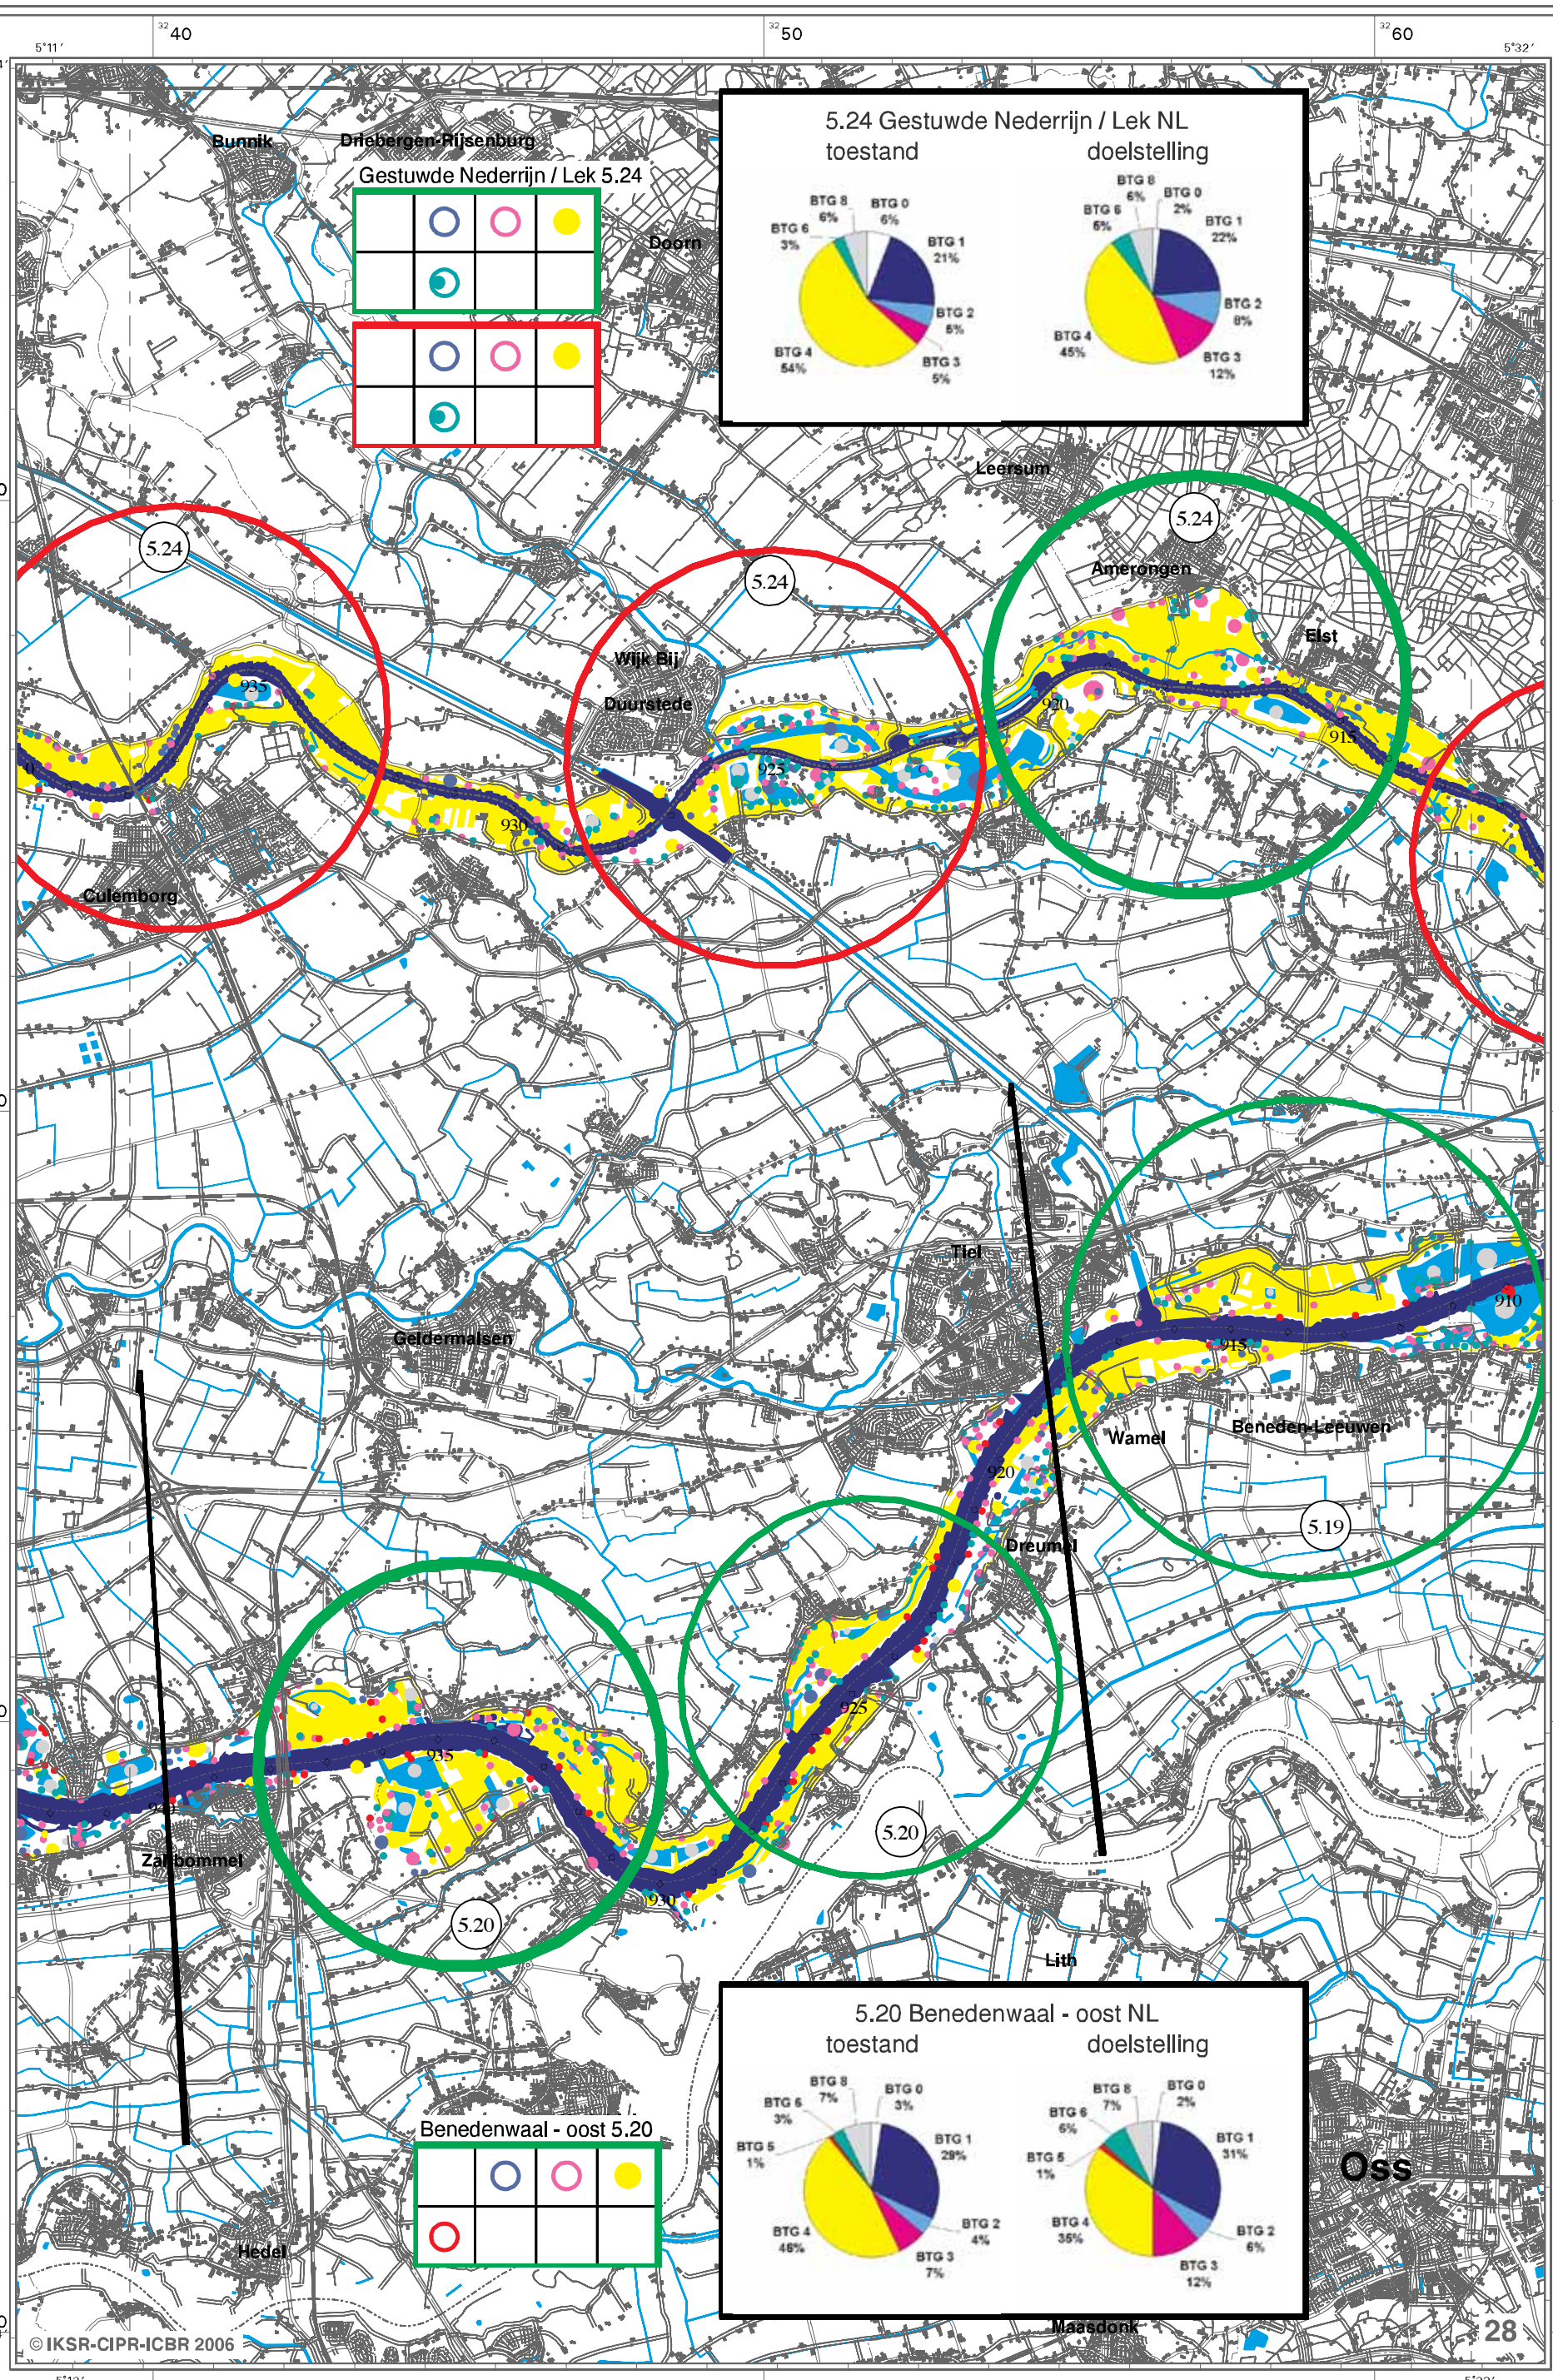 32 40
32 50
32 60
5°11'
5°32'
Bunnik
Driebergen-Rijsenburg
Gestuwde Nederrijn / Lek 5.24
Doorn
5.24 Gestuwde Nederrijn / Lek NL
toestand
doelstelling
BTG 8
6%
BTG 0
6%
BTG 6
3%
BTG 1
21%
BTG 2
5%
BTG 3
5%
BTG 4
54%
BTG 8
6%
BTG 0
2%
BTG 6
5%
BTG 1
22%
BTG 2
8%
BTG 4
45%
BTG 3
12%
Leersum
5.24
5.24
5.24
Amerongen
Elst
Wijk Bij
Duurstede
935
920
915
925
930
0
Culemborg
Tiel
Geldermalsen
910
915
Beneden-Leeuwen
Wamel
920
5.19
Dreumel
925
935
940
Zaltbommel
5.20
930
5.20
Lith
5.20 Benedenwaal - oost NL
toestand
doelstelling
BTG 8
7%
BTG 0
3%
BTG 6
3%
BTG 5
1%
BTG 1
29%
BTG 2
4%
BTG 4
46%
BTG 3
7%
BTG 8
7%
BTG 0
2%
BTG 6
6%
BTG 5
1%
BTG 1
31%
BTG 4
35%
BTG 2
6%
BTG 3
12%
Benedenwaal - oost 5.20
Oss
Hedel
Maasdonk
© IKSR-CIPR-ICBR 2006
28